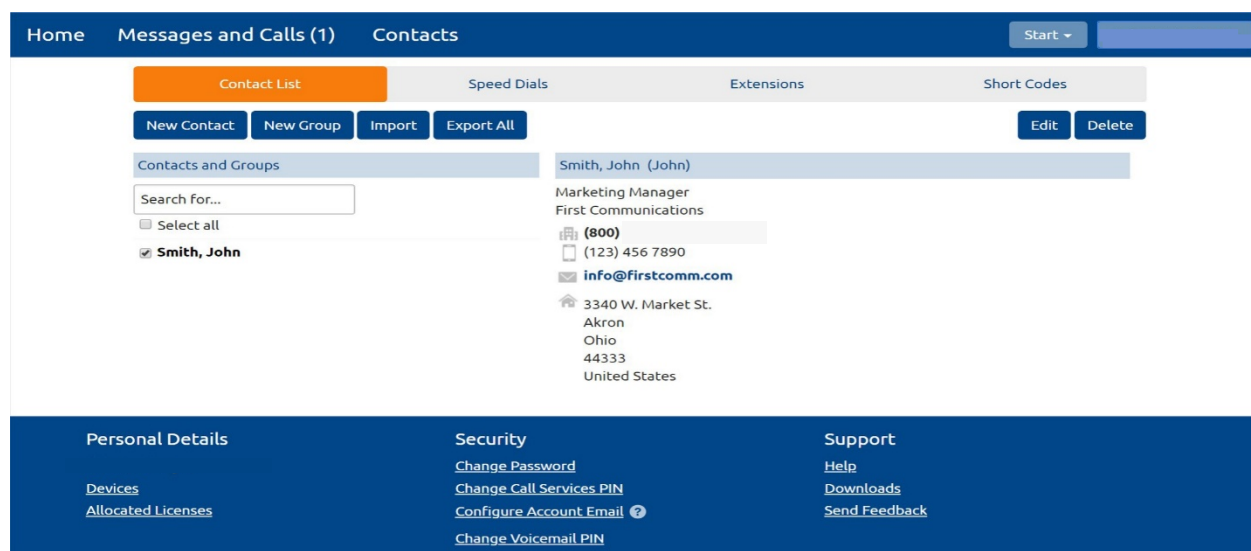 Home Messages and Calls (1) Contacts Start
Contact List Speed Dials Extensions Short Codes
New Contact New Group Import Export All Edit Delete
Contacts and Groups
Search for...
Select all
Smith, John
Smith, John (John)
Marketing Manager
First Communications
(800)
(123) 456 7890
info@firstcomm.com
3340 W. Market St.
Akron
Ohio
44333
United States
Personal Details
Devices
Allocated Licenses
Security
Change Password
Change Call Services PIN
Configure Account Email ?
Change Voicemail PIN
Support
Help
Downloads
Send Feedback